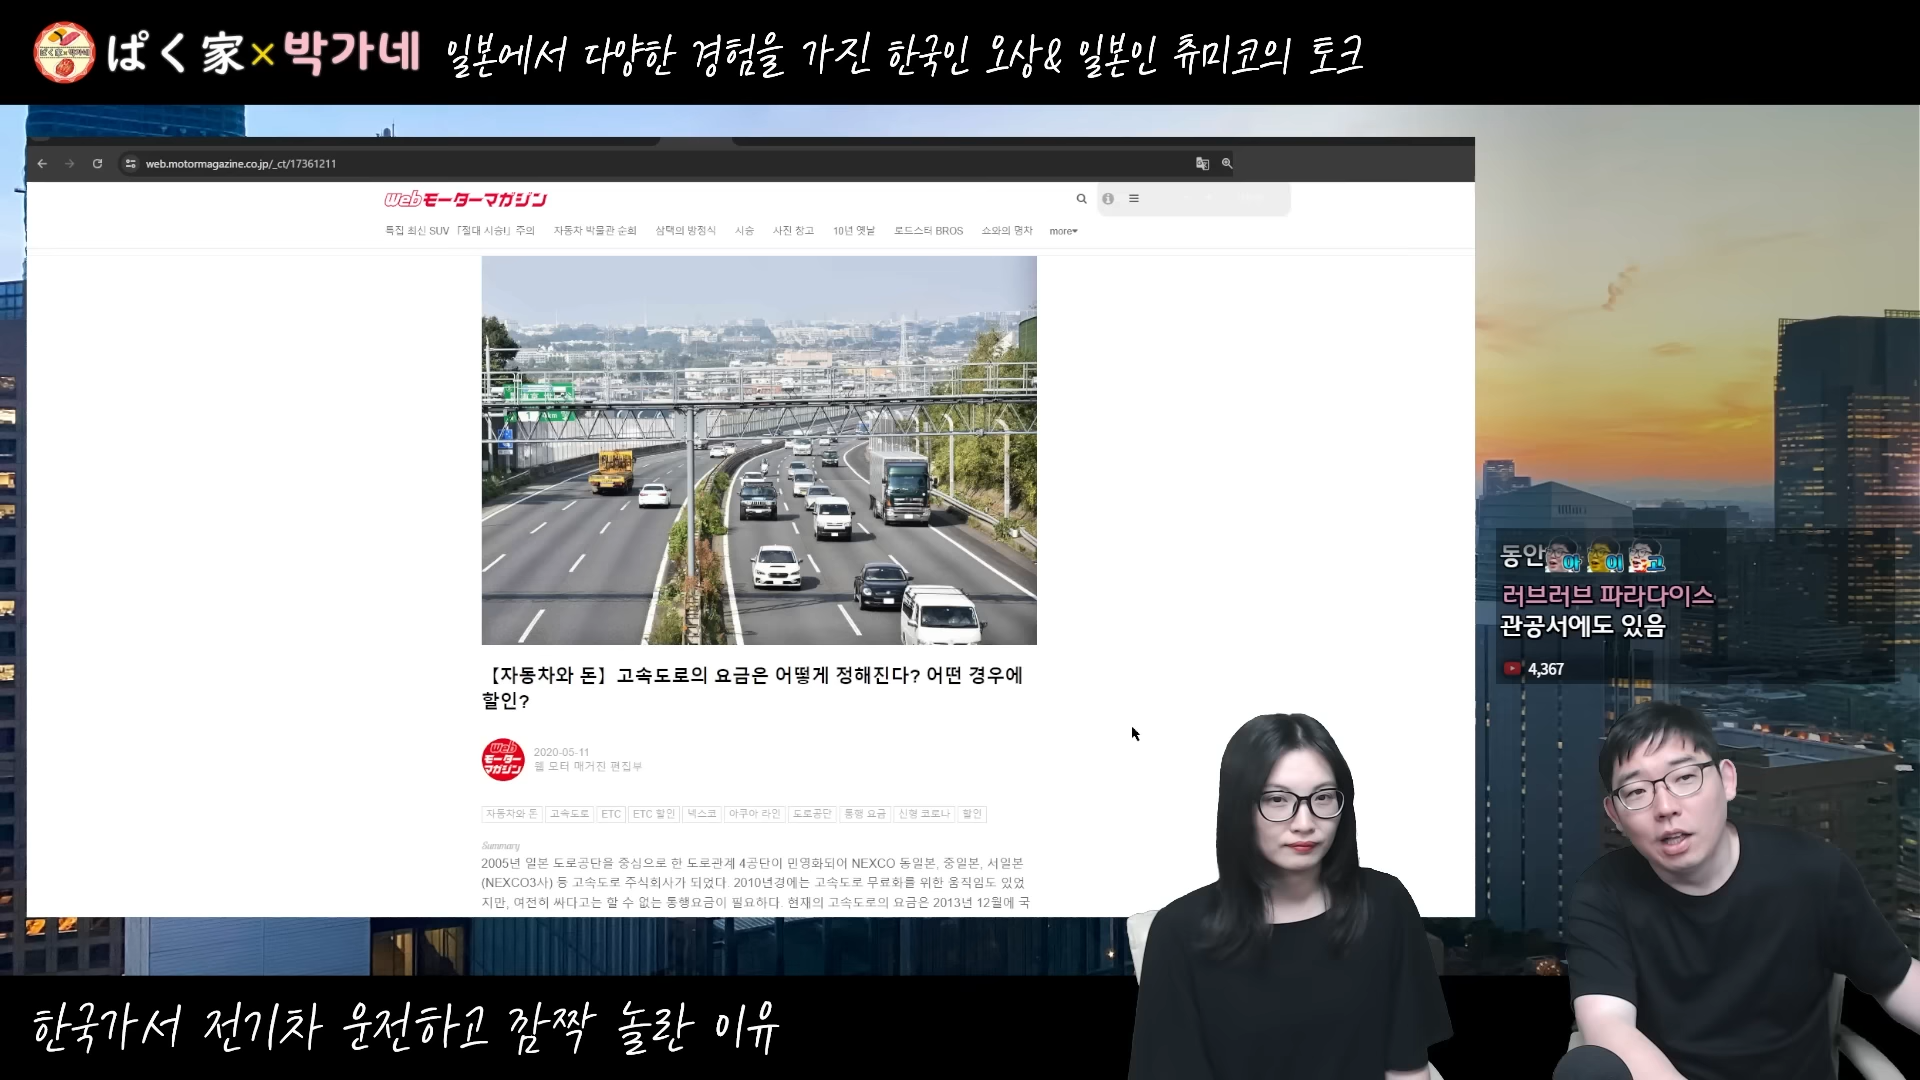 ぱく家×박가네 일본에서 다양한 경험을 가진 한국인 오상& 일본인 츄미코의 토크
web.motormagazine.co.jp/_ct/17361211
webモーターマガジン
특집 최신 SUV 「절대 시승!」주의 자동차 박물관 순회 삼택의 방정식 시승 사진 창고 10년 옛날 로드스터 BROS 쇼와의 명차 more▾
【자동차와 돈】고속도로의 요금은 어떻게 정해진다? 어떤 경우에
할인?
web
モーター
マガジン
2020-05-11
웹 모터 매거진 편집부
자동차와 돈 고속도로 ETC ETC 할인 넥스코 아쿠아 라인 도로공단 통행 요금 신형 코로나 할인
Summary
2005년 일본 도로공단을 중심으로 한 도로관계 4공단이 민영화되어 NEXCO 동일본, 중일본, 서일본
(NEXCO3사) 등 고속도로 주식회사가 되었다. 2010년경에는 고속도로 무료화를 위한 움직임도 있었
지만, 여전히 싸다고는 할 수 없는 통행요금이 필요하다. 현재의 고속도로의 요금은 2013년 12월에 국
동안아이고
러브러브 파라다이스
관공서에도 있음
4,367
한국가서 전기차 운전하고 깜짝 놀란 이유